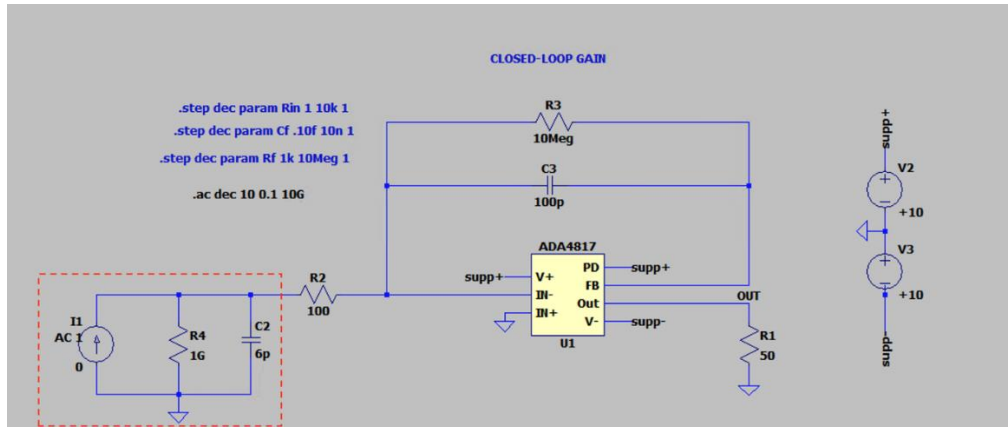 CLOSED-LOOP GAIN
.step dec param Rin 1 10k 1
.step dec param Cf .10f 10n 1
.step dec param Rf 1k 10Meg 1
.ac dec 10 0.1 10G
R3
10Meg
C3
100p
supp+
V2
+10
V3
+10
supp-
ADA4817
V+
IN-
IN+
PD
FB
Out
V-
U1
supp+
supp+
supp-
OUT
R1
50
R2
100
I1
AC 1
0
R4
1G
C2
6p